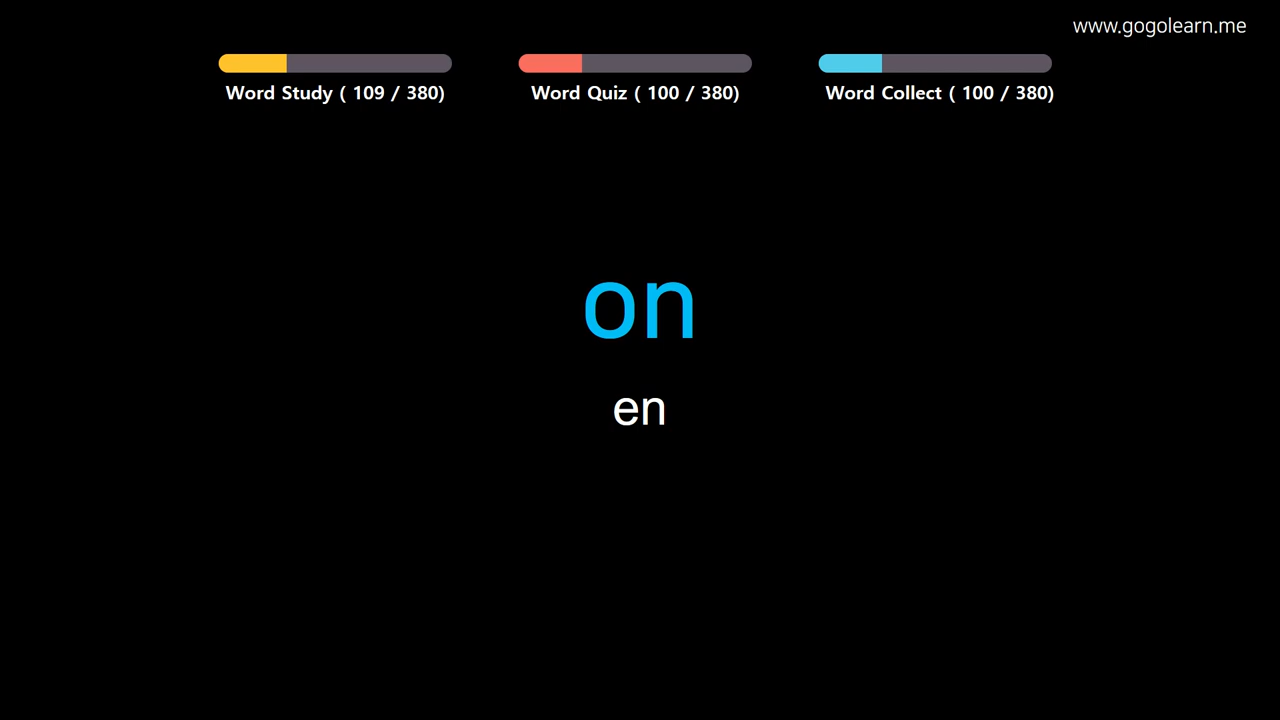 www.gogolearn.me
Word Study ( 109 / 380)
Word Quiz ( 100 / 380)
Word Collect ( 100 / 380)
on
en